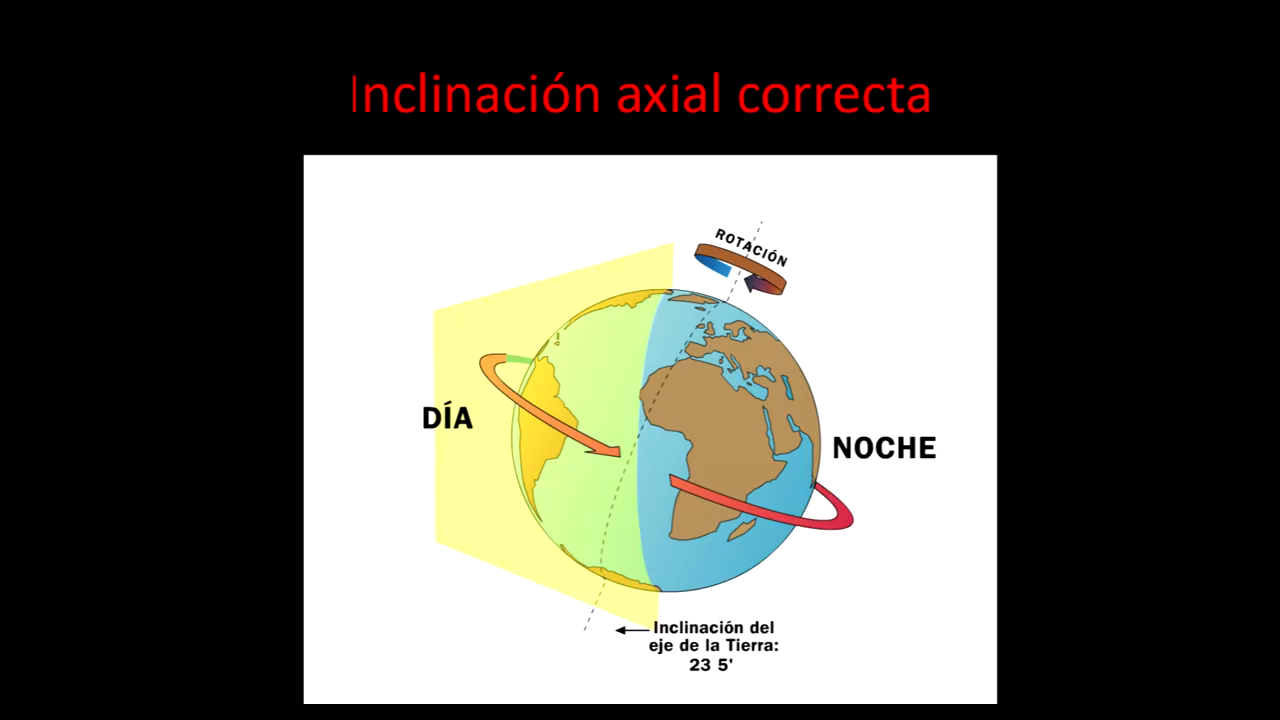 Inclinación axial correcta
ROTACIÓN
DÍA
NOCHE
Inclinación del
eje de la Tierra:
23 5'